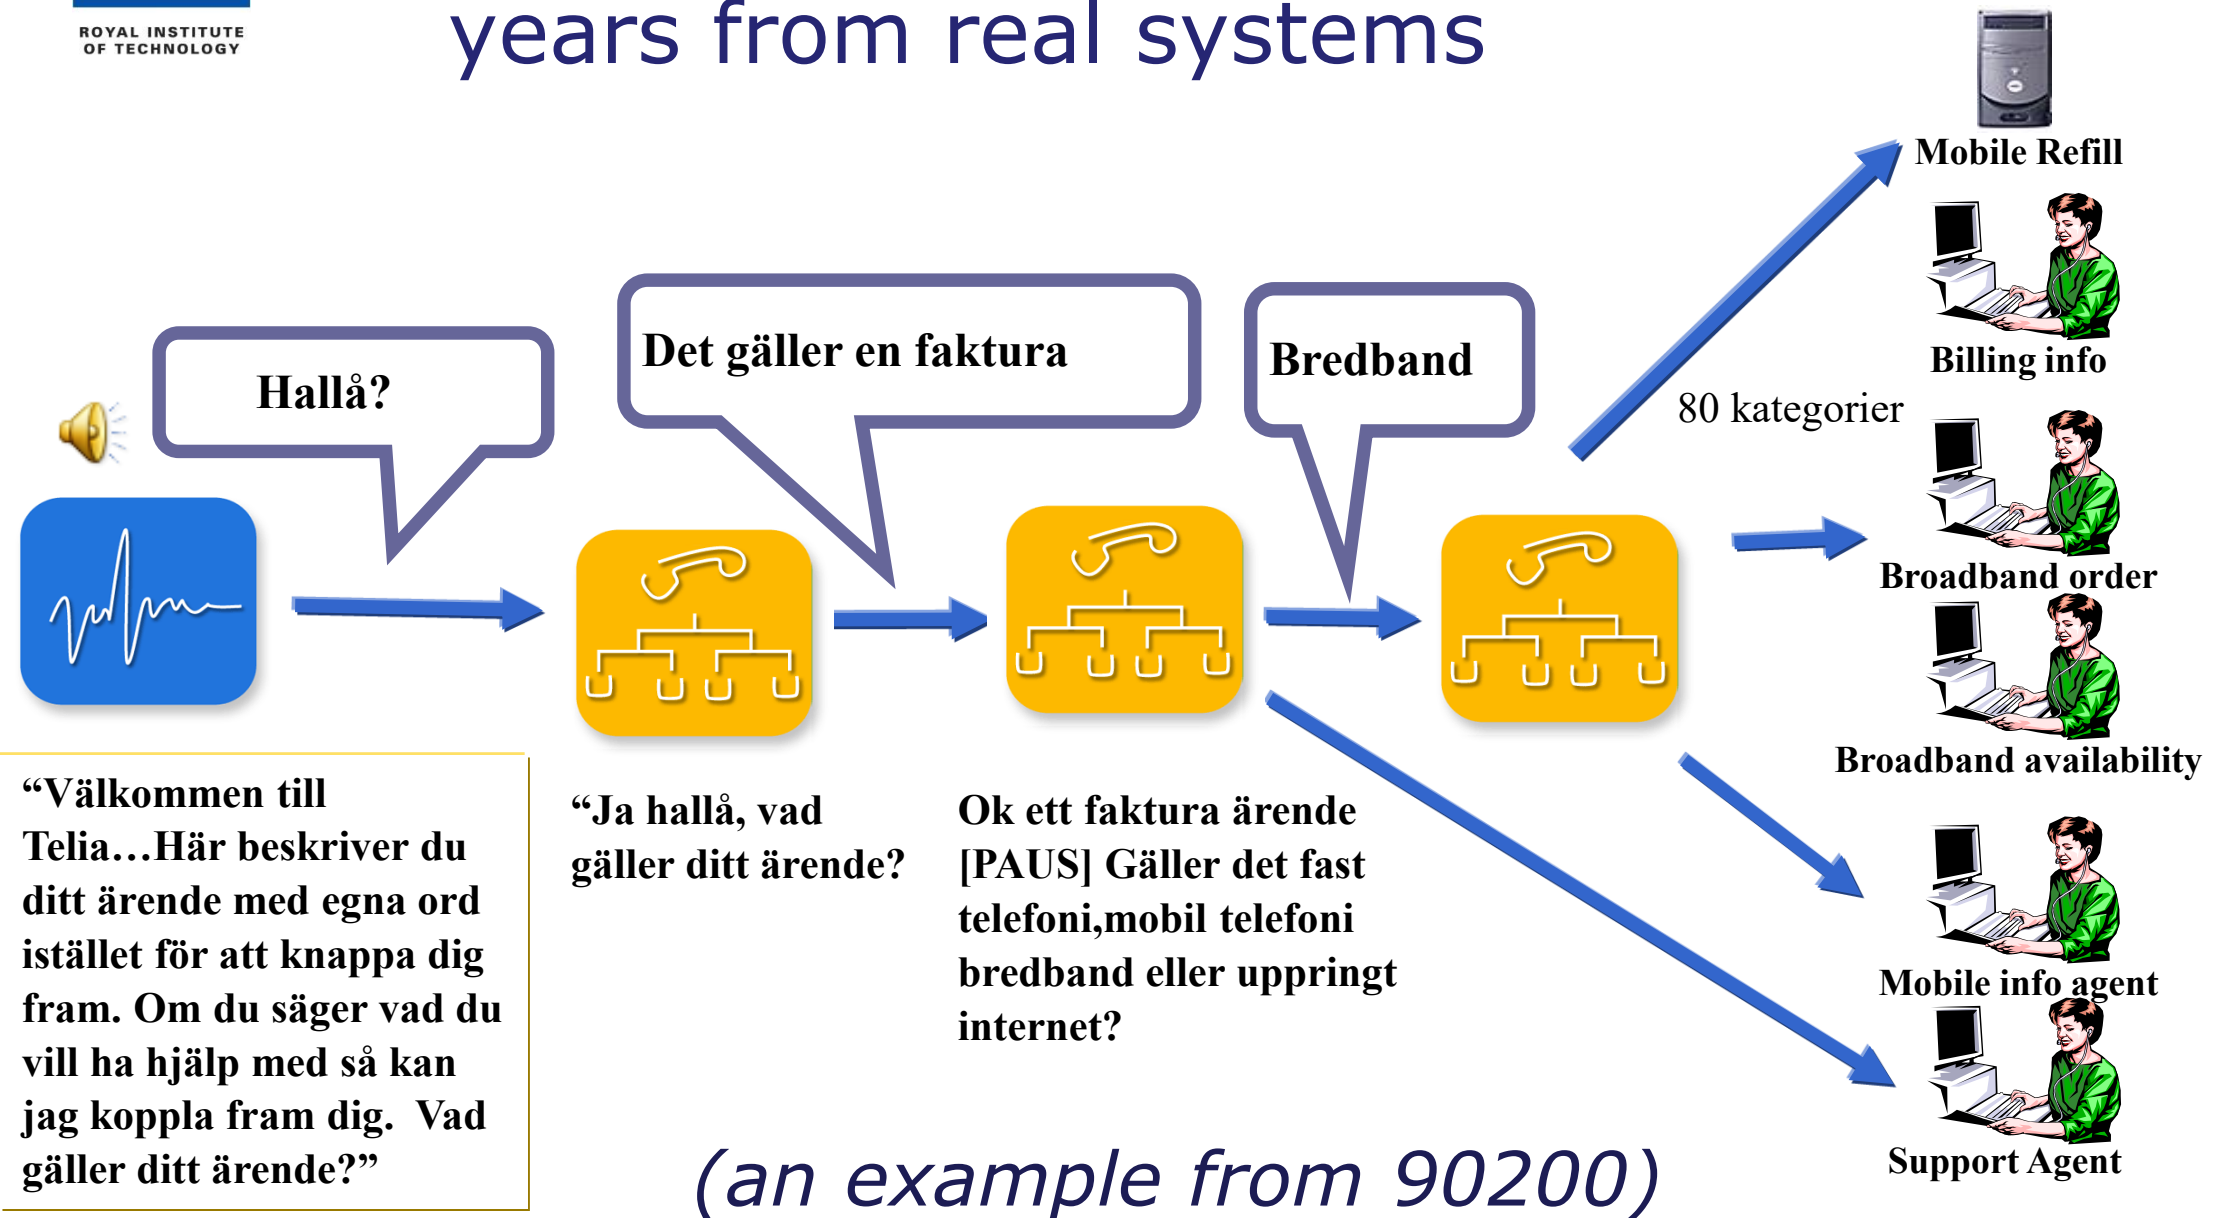 ROYAL INSTITUTE
OF TECHNOLOGY
years from real systems
Mobile Refill
Billing info
80 kategorier
Broadband order
Broadband availability
Mobile info agent
Support Agent
Hallå?
Det gäller en faktura
Bredband
“Välkommen till
Telia…Här beskriver du
ditt ärende med egna ord
istället för att knappa dig
fram. Om du säger vad du
vill ha hjälp med så kan
jag koppla fram dig.  Vad
gäller ditt ärende?”
“Ja hallå, vad
gäller ditt ärende?
Ok ett faktura ärende
[PAUS] Gäller det fast
telefoni,mobil telefoni
bredband eller uppringt
internet?
(an example from 90200)